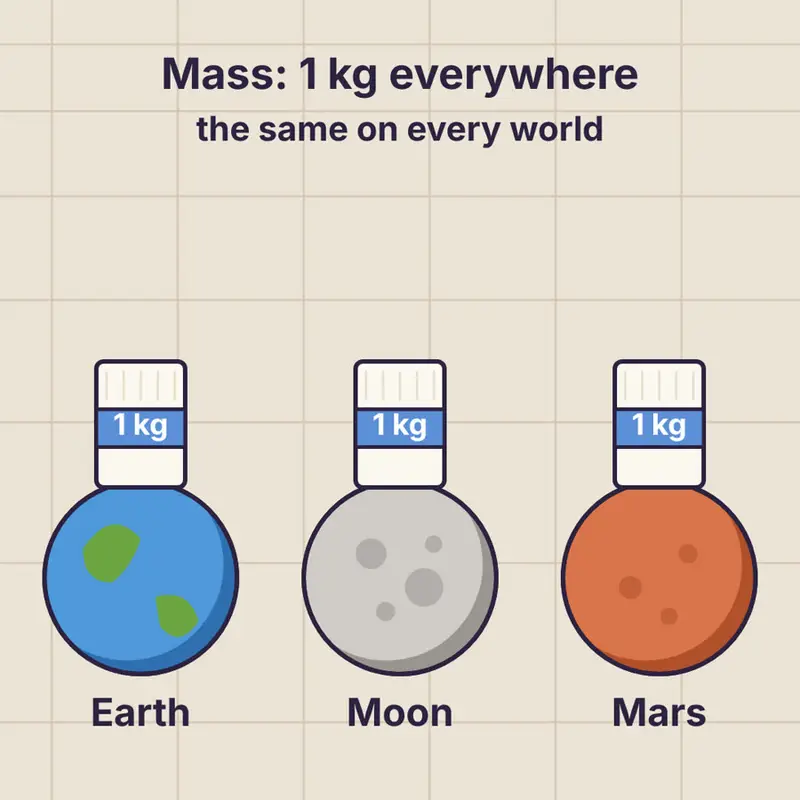 Mass: 1 kg everywhere
the same on every world
1 kg
1 kg
1 kg
Earth
Moon
Mars